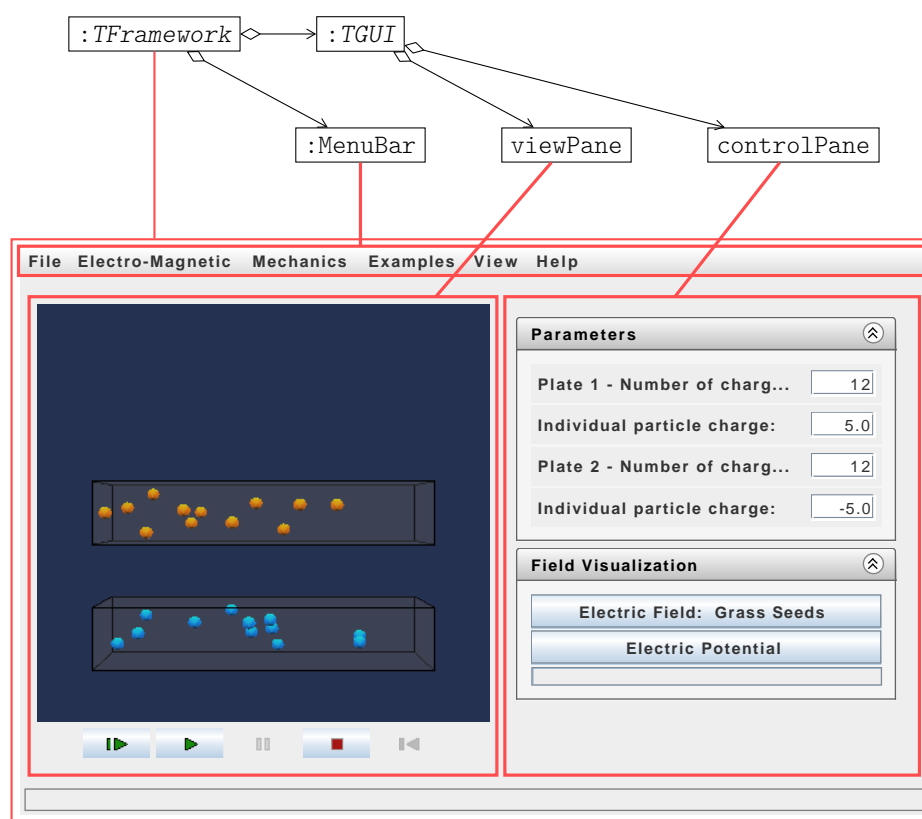 :TFramework :TGUI
:MenuBar viewPane controlPane
File Electro-Magnetic Mechanics Examples View Help
Parameters
Plate 1 - Number of charg... 12
Individual particle charge: 5.0
Plate 2 - Number of charg... 12
Individual particle charge: -5.0
Field Visualization
Electric Field: Grass Seeds
Electric Potential